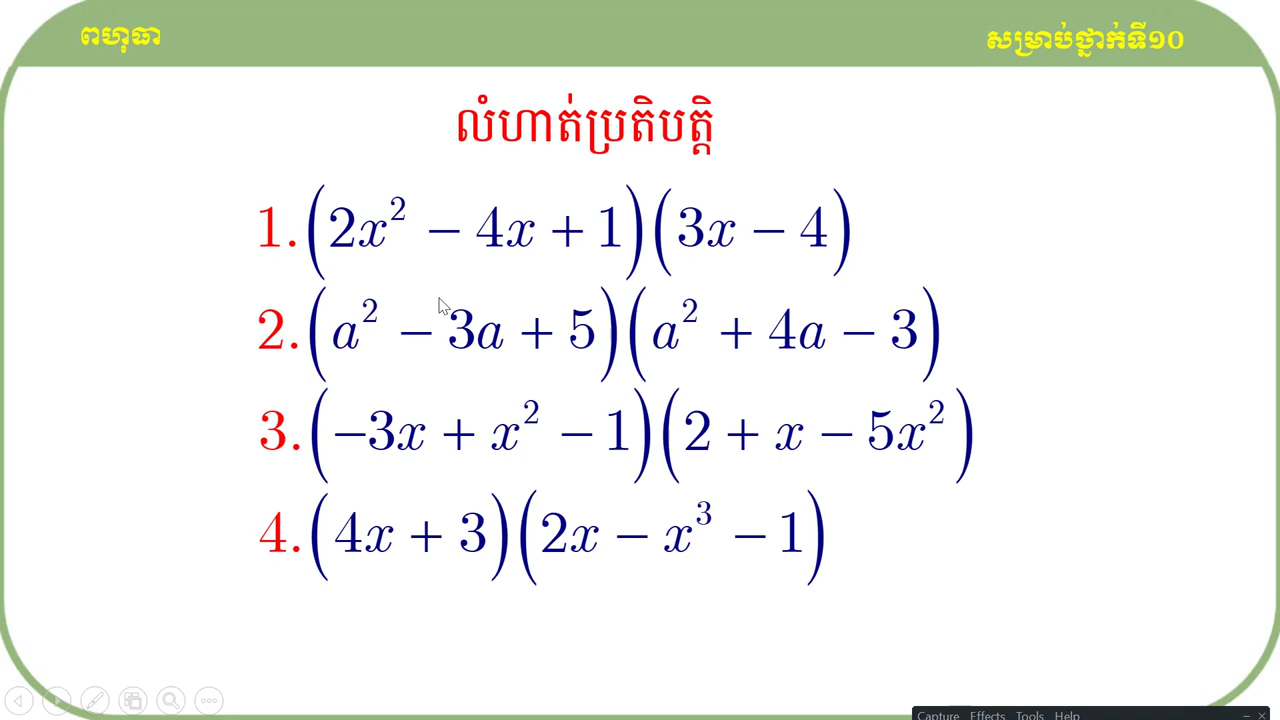 ពហុធា
សម្រាប់ថ្នាក់ទី១០
លំហាត់ប្រតិបត្តិ
1. (2x² − 4x + 1)(3x − 4)
2. (a² − 3a + 5)(a² + 4a − 3)
3. (−3x + x² − 1)(2 + x − 5x²)
4. (4x + 3)(2x − x³ − 1)
Capture Effects Tools Help